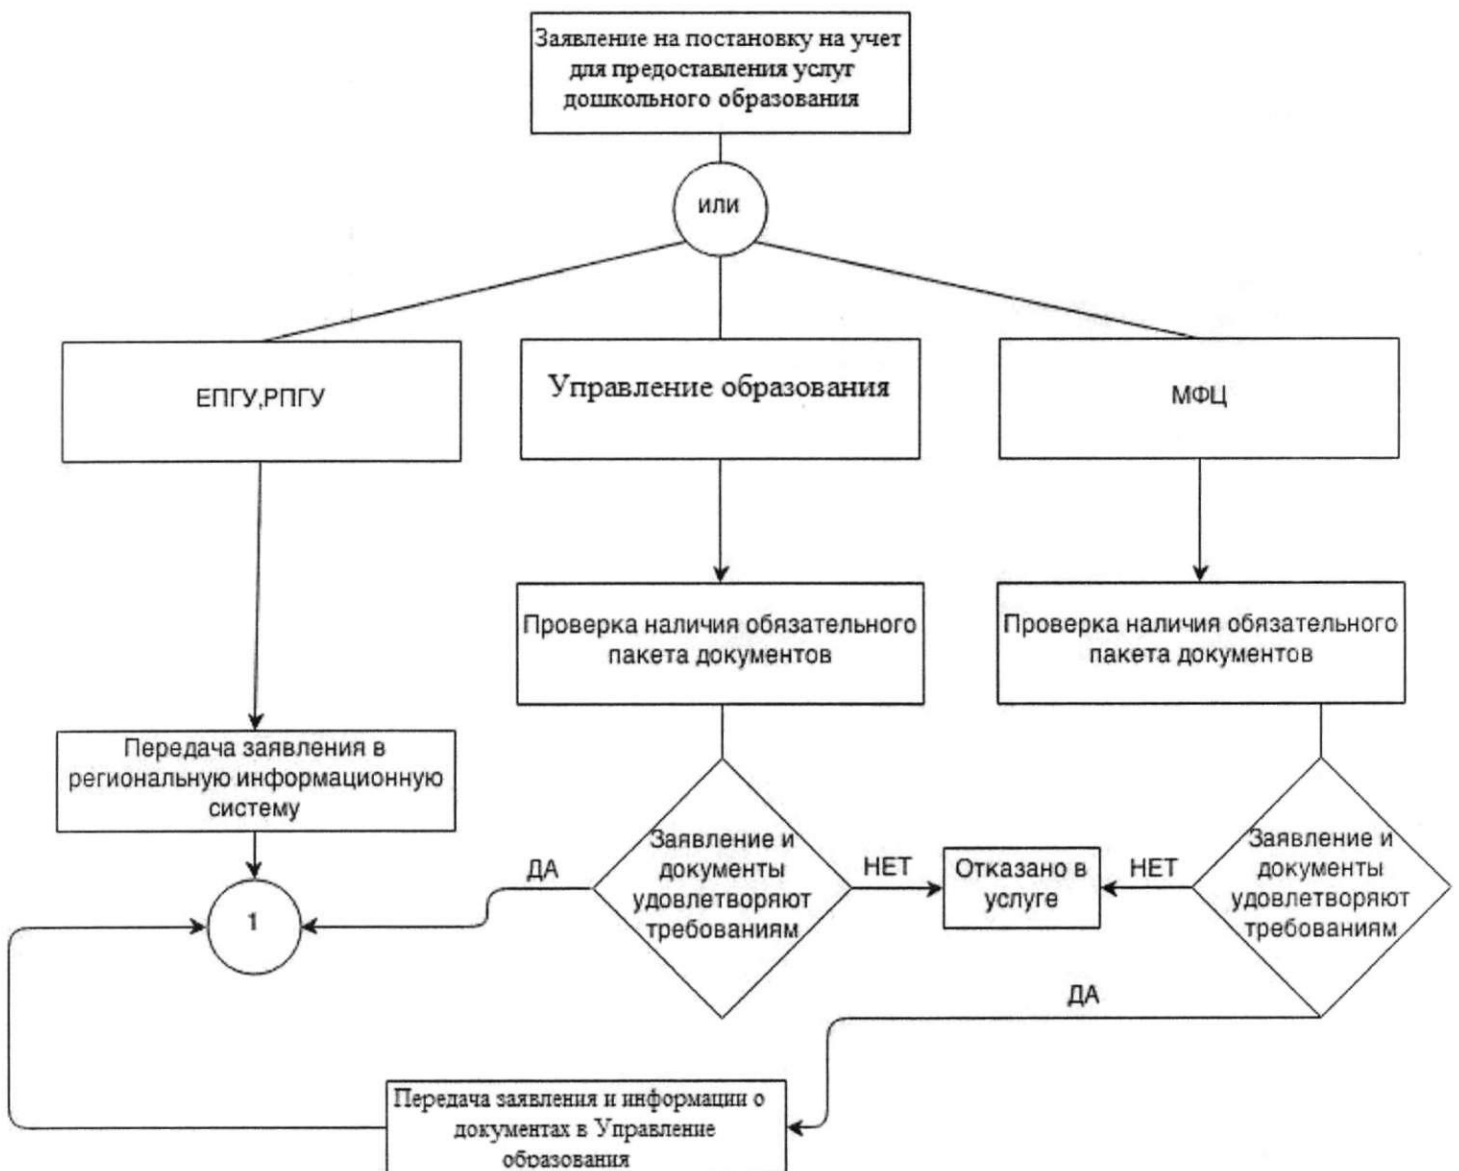 Заявление на постановку на учет
для предоставления услуг
дошкольного образования
или
ЕПГУ,РПГУ
Управление образования
МФЦ
Проверка наличия обязательного
пакета документов
Проверка наличия обязательного
пакета документов
Передача заявления в
региональную информационную
систему
Заявление и
документы
удовлетворяют
требованиям
ДА
НЕТ
Отказано в
услуге
НЕТ
Заявление и
документы
удовлетворяют
требованиям
1
ДА
Передача заявления и информации о
документах в Управление
образования